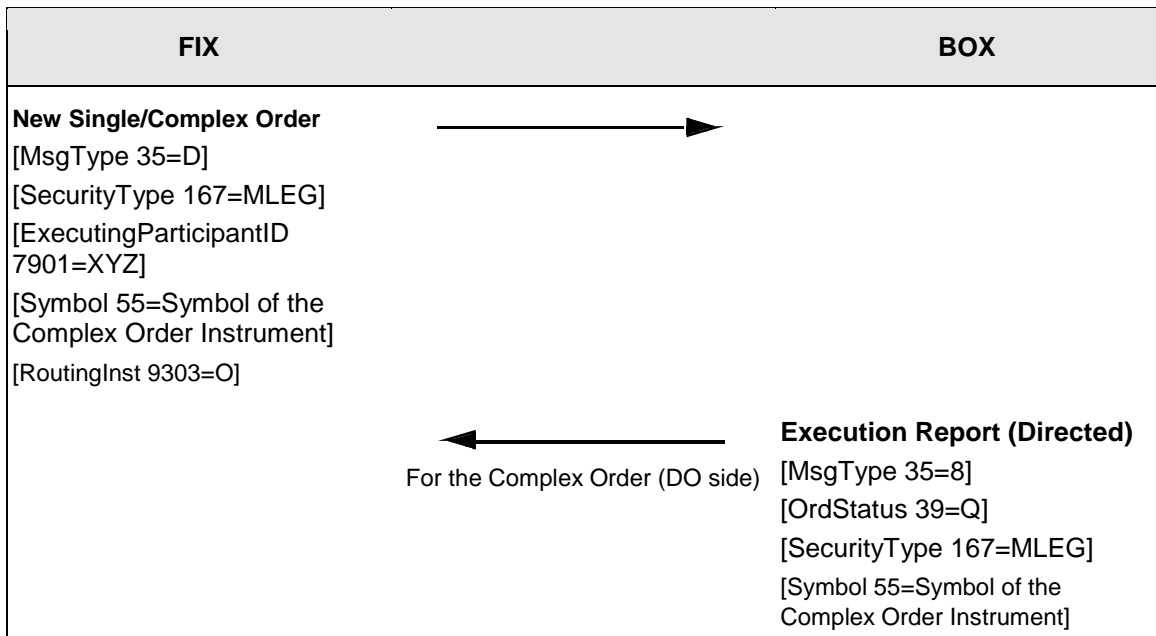 FIX
BOX
New Single/Complex Order
[MsgType 35=D]
[SecurityType 167=MLEG]
[ExecutingParticipantID
7901=XYZ]
[Symbol 55=Symbol of the
Complex Order Instrument]
[RoutingInst 9303=O]
For the Complex Order (DO side)
Execution Report (Directed)
[MsgType 35=8]
[OrdStatus 39=Q]
[SecurityType 167=MLEG]
[Symbol 55=Symbol of the
Complex Order Instrument]